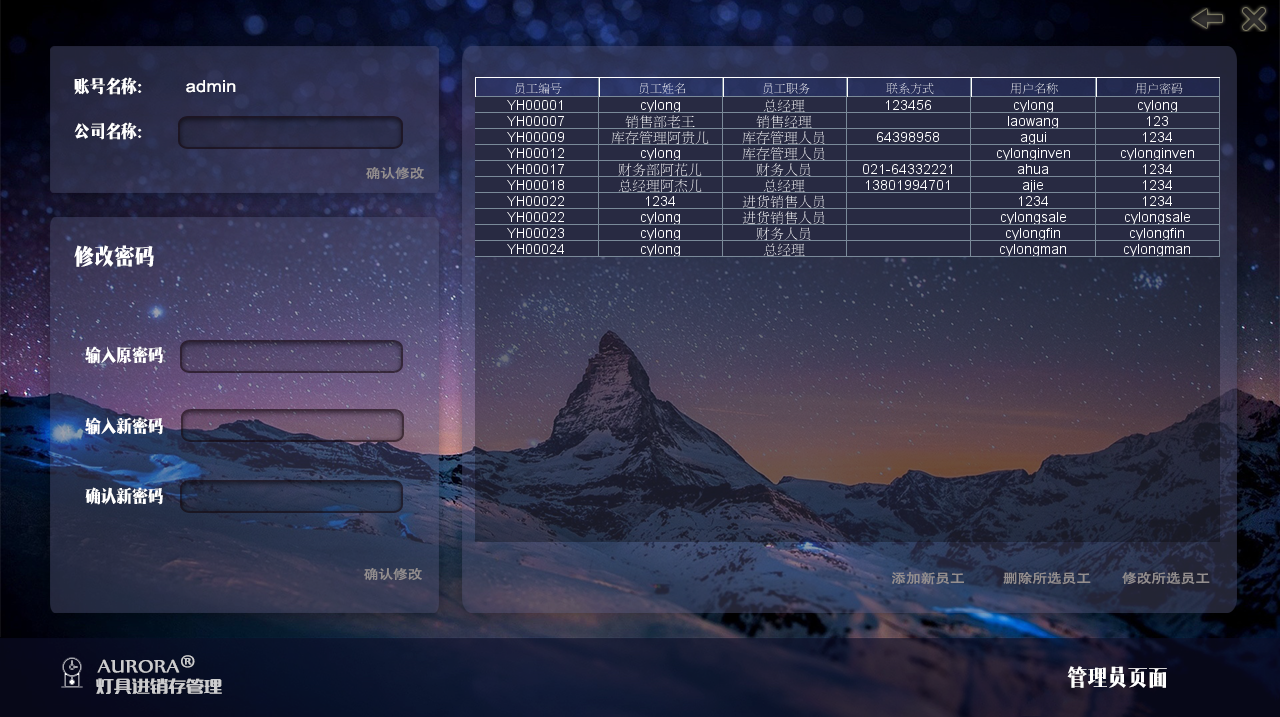 账号名称: admin
公司名称:
确认修改
修改密码
输入原密码
输入新密码
确认新密码
确认修改
员工编号 员工姓名 员工职务 联系方式 用户名称 用户密码
YH00001 cylong 总经理 123456 cylong cylong
YH00007 销售部老王 销售经理 laowang 123
YH00009 库存管理阿贵儿 库存管理人员 64398958 agui 1234
YH00012 cylong 库存管理人员 cylonginven cylonginven
YH00017 财务部阿花儿 财务人员 021-64332221 ahua 1234
YH00018 总经理阿杰儿 总经理 13801994701 ajie 1234
YH00022 1234 进货销售人员 1234 1234
YH00022 cylong 进货销售人员 cylongsale cylongsale
YH00023 cylong 财务人员 cylongfin cylongfin
YH00024 cylong 总经理 cylongman cylongman
添加新员工 删除所选员工 修改所选员工
AURORA®
灯具进销存管理
管理员页面